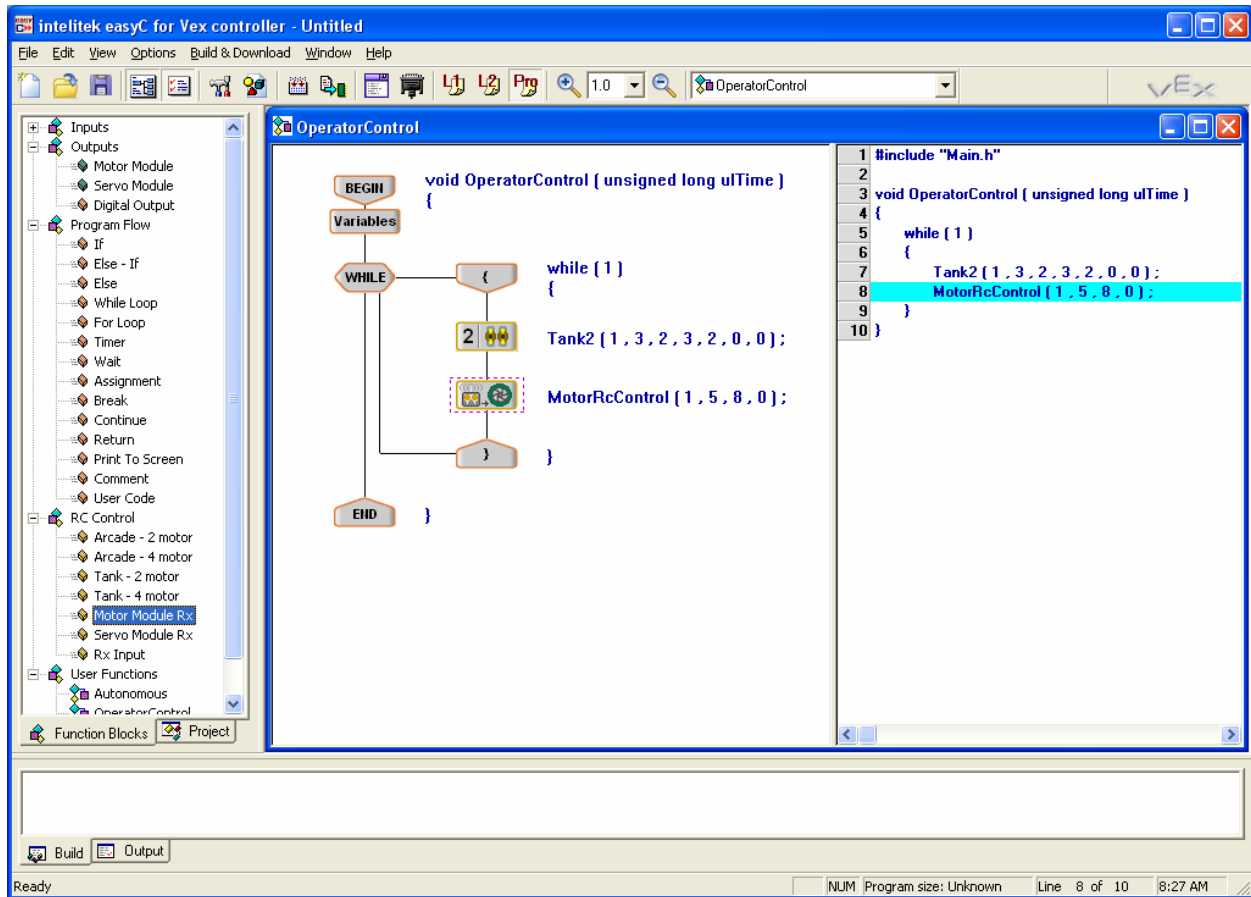 intelitek easyC for Vex controller - Untitled
File Edit View Options Build & Download Window Help
1.0 OperatorControl vEx
Inputs
Outputs
Motor Module
Servo Module
Digital Output
Program Flow
If
Else - If
Else
While Loop
For Loop
Timer
Wait
Assignment
Break
Continue
Return
Print To Screen
Comment
User Code
RC Control
Arcade - 2 motor
Arcade - 4 motor
Tank - 2 motor
Tank - 4 motor
Motor Module Rx
Servo Module Rx
Rx Input
User Functions
Autonomous
OperatorControl
Function Blocks Project
OperatorControl
BEGIN void OperatorControl ( unsigned long ulTime )
{
Variables
WHILE { while ( 1 )
{
2 Tank2 ( 1 , 3 , 2 , 3 , 2 , 0 , 0 ) ;
MotorRcControl ( 1 , 5 , 8 , 0 ) ;
} }
END }
1 #include "Main.h"
2
3 void OperatorControl ( unsigned long ulTime )
4 {
5 while ( 1 )
6 {
7 Tank2 ( 1 , 3 , 2 , 3 , 2 , 0 , 0 ) ;
8 MotorRcControl ( 1 , 5 , 8 , 0 ) ;
9 }
10 }
Build Output
Ready NUM Program size: Unknown Line 8 of 10 8:27 AM